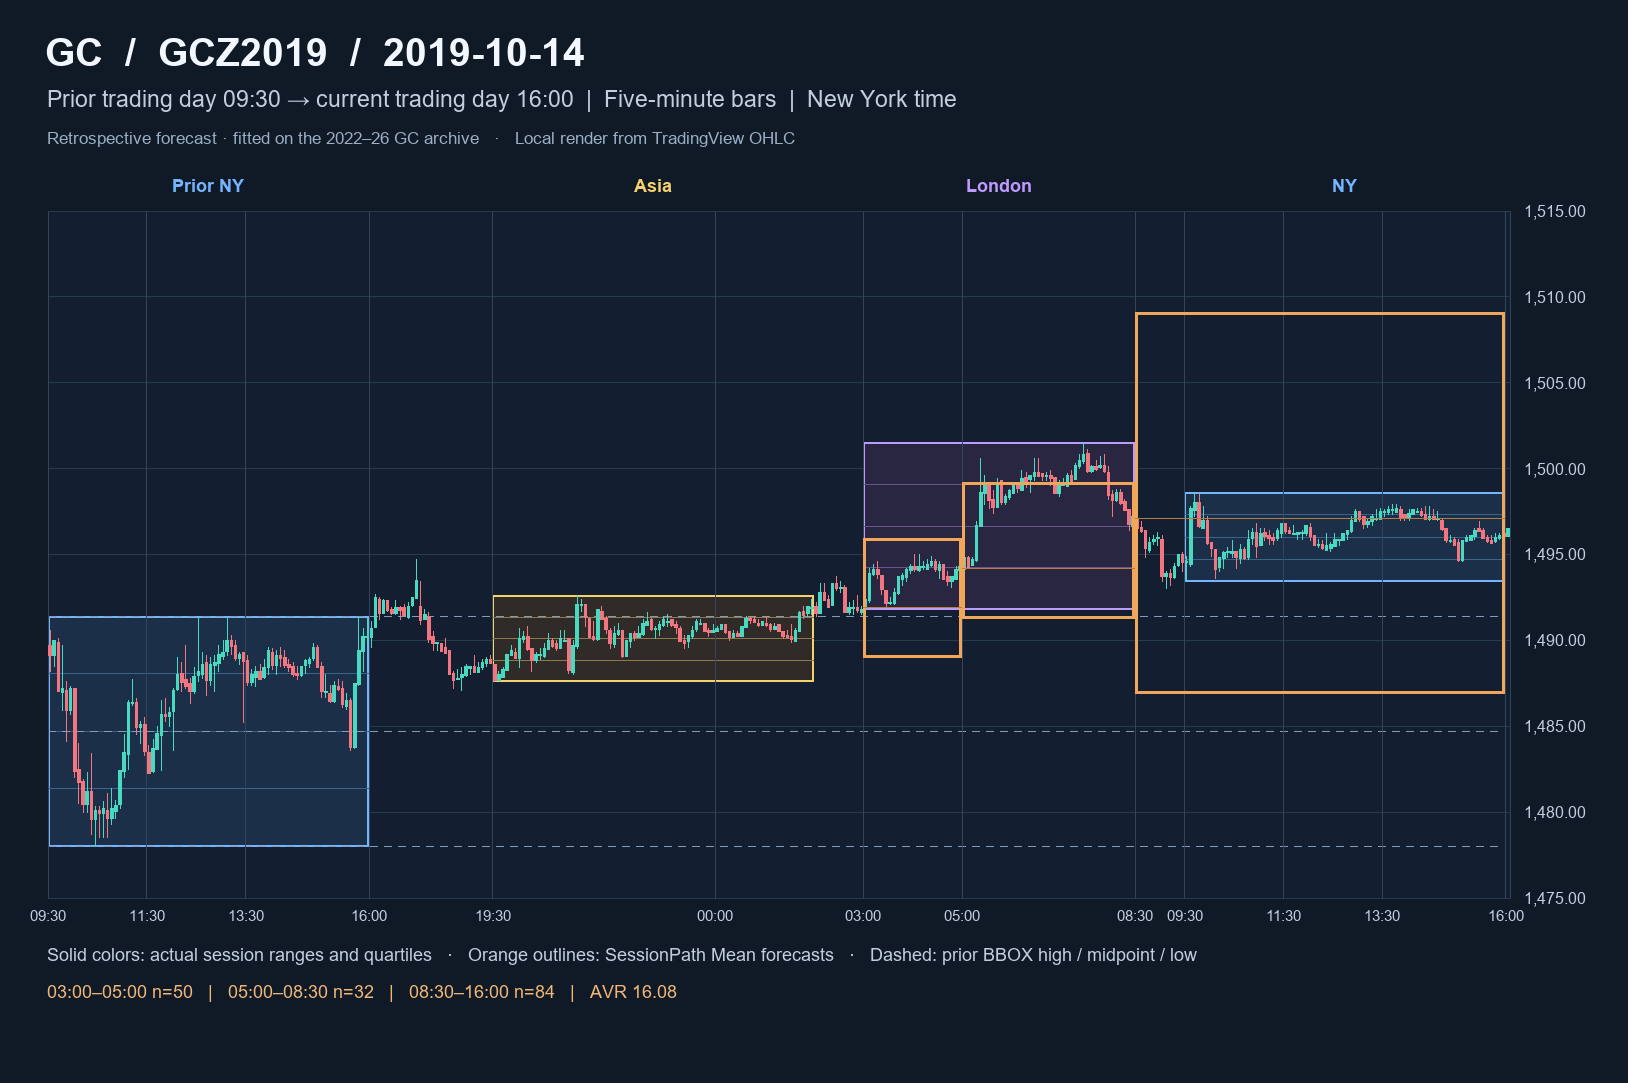 GC / GCZ2019 / 2019-10-14
Prior trading day 09:30 → current trading day 16:00 | Five-minute bars | New York time
Retrospective forecast · fitted on the 2022–26 GC archive · Local render from TradingView OHLC
Prior NY Asia London NY
1,515.00
1,510.00
1,505.00
1,500.00
1,495.00
1,490.00
1,485.00
1,480.00
1,475.00
09:30 11:30 13:30 16:00 19:30 00:00 03:00 05:00 08:30 09:30 11:30 13:30 16:00
Solid colors: actual session ranges and quartiles · Orange outlines: SessionPath Mean forecasts · Dashed: prior BBOX high / midpoint / low
03:00–05:00 n=50 | 05:00–08:30 n=32 | 08:30–16:00 n=84 | AVR 16.08